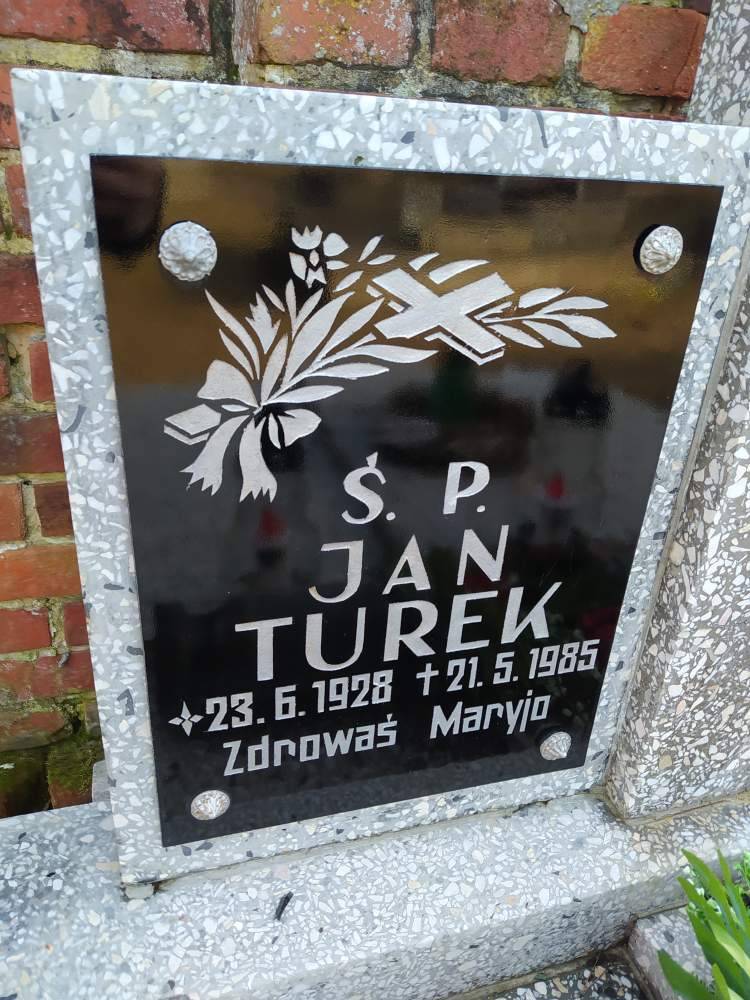 Ś. P.
JAN
TUREK
23. 6. 1928 † 21. 5. 1985
Zdrowaś Maryjo